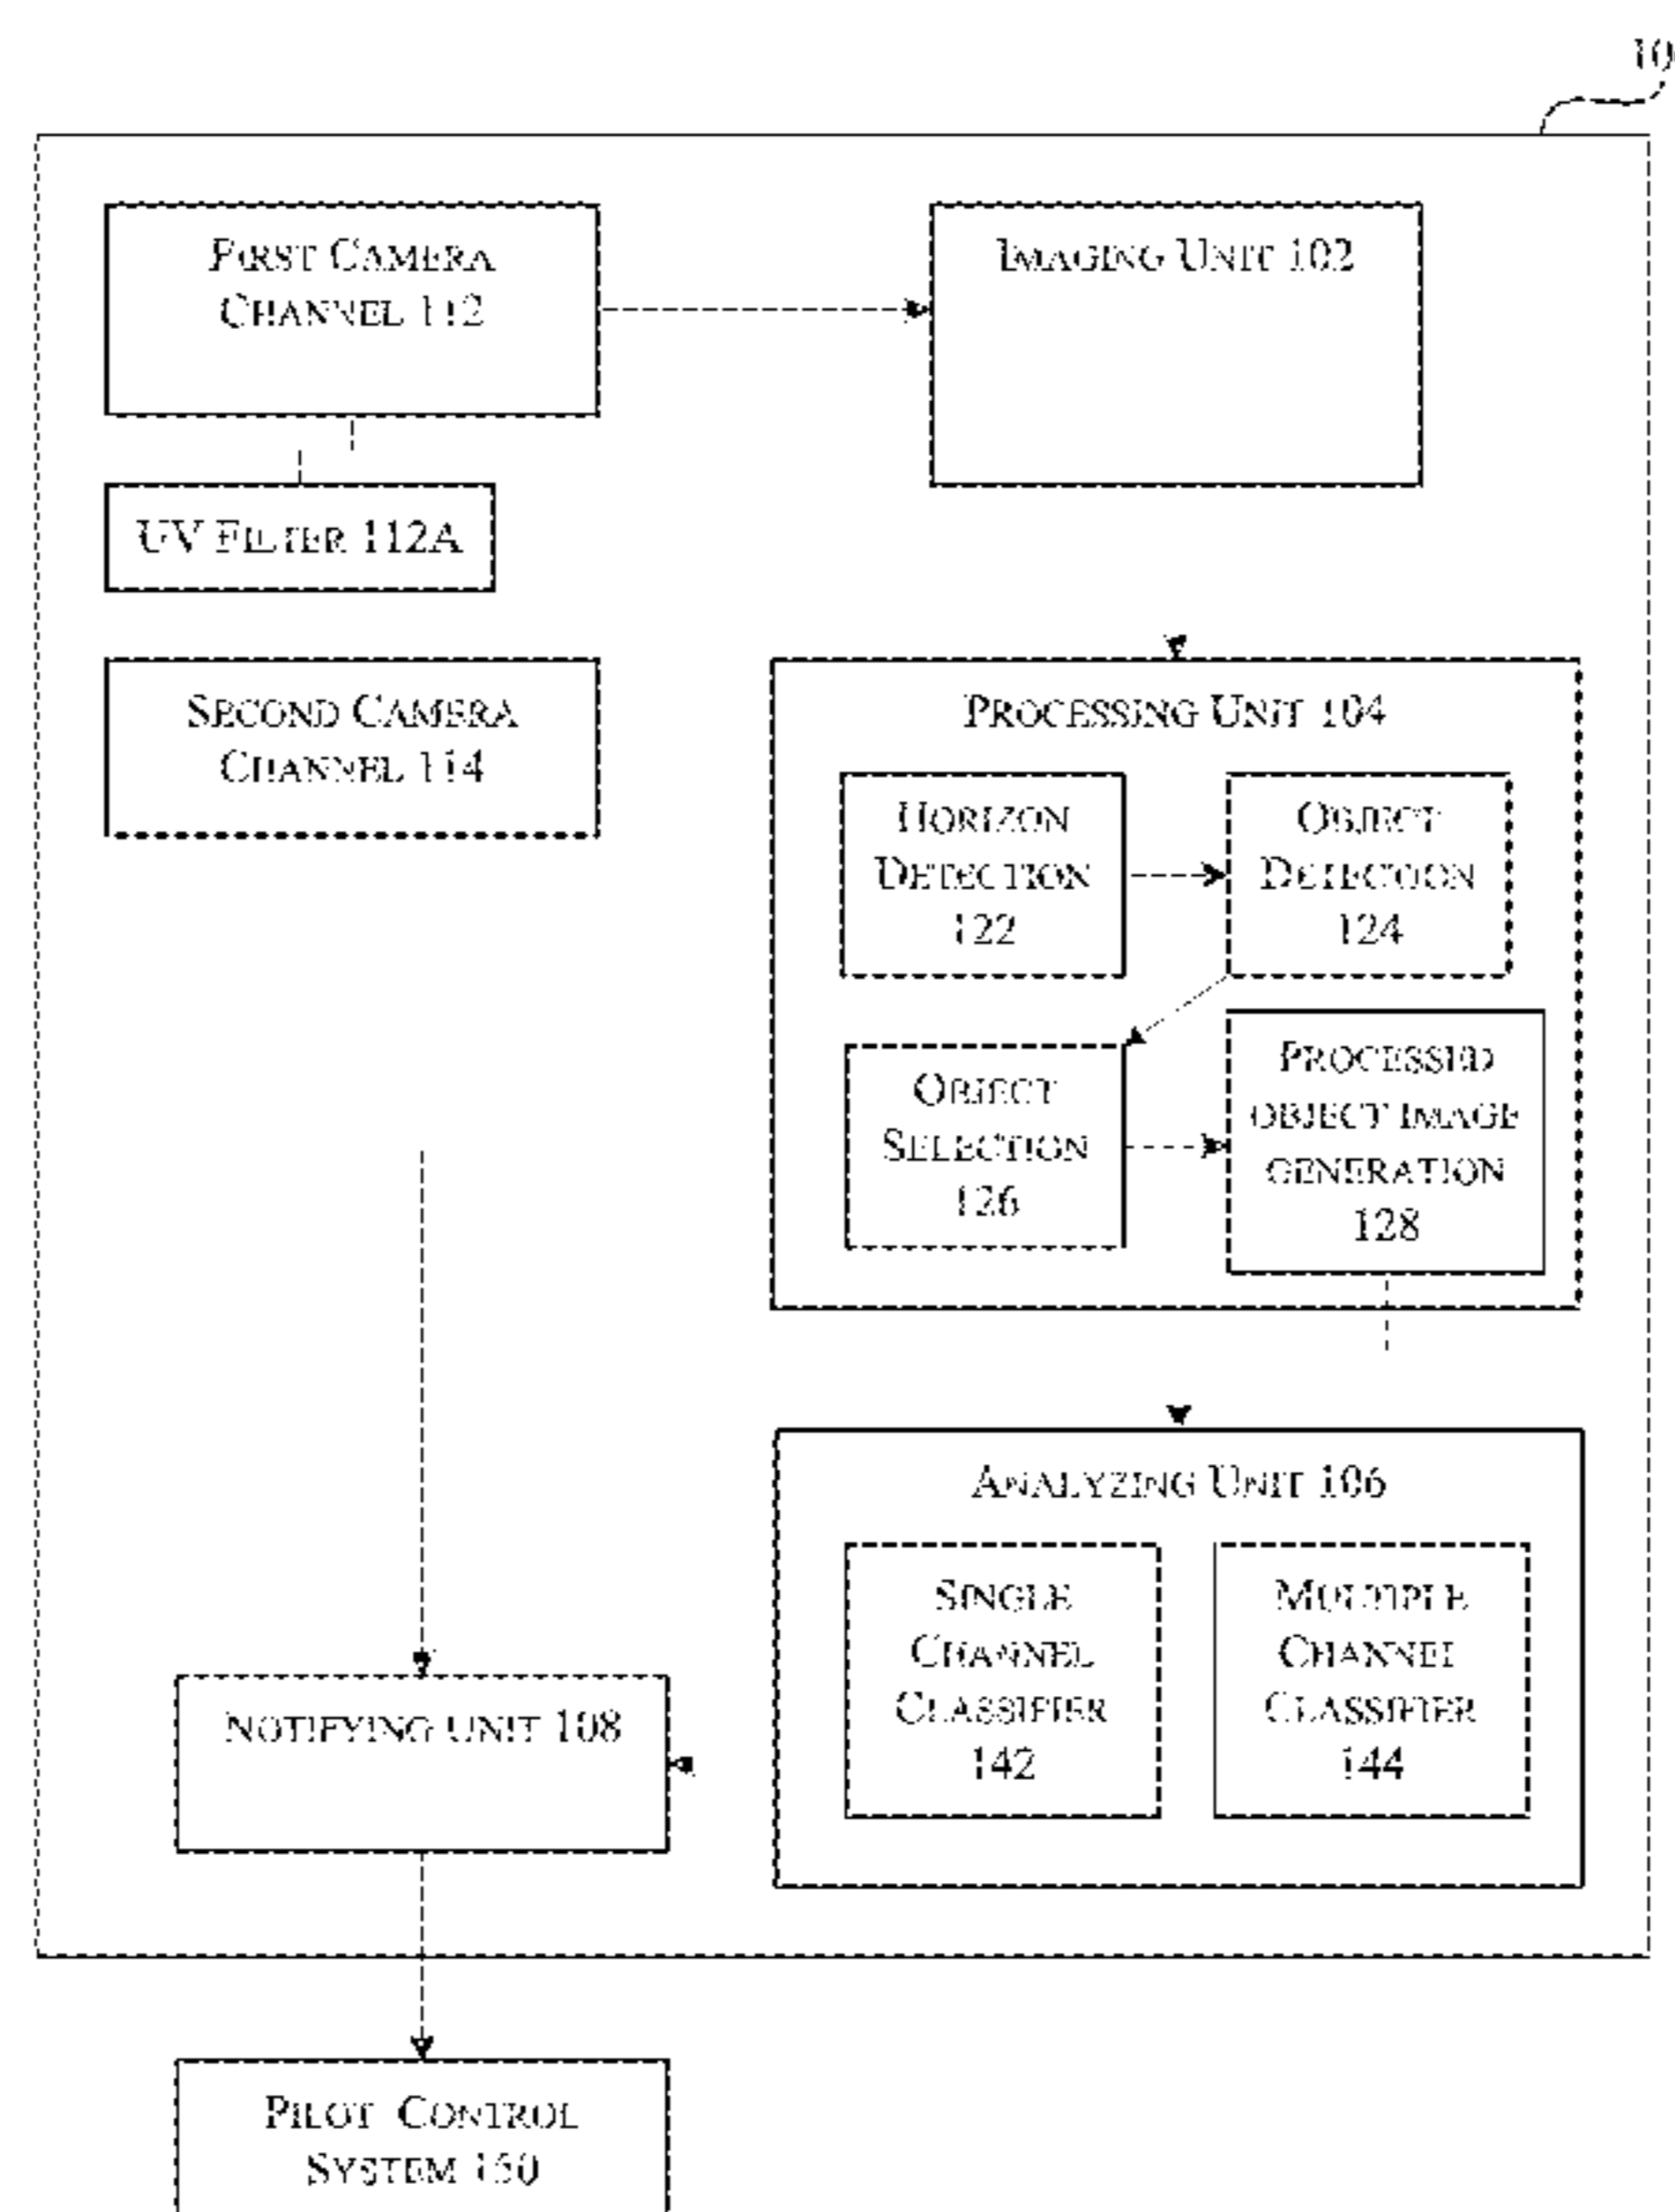 FIRST CAMERA
CHANNEL 112
IMAGING UNIT 102
UV FILTER 112A
SECOND CAMERA
CHANNEL 114
PROCESSING UNIT 104
HORIZON
DETECTION
122
OBJECT
DETECTION
124
OBJECT
SELECTION
126
PROCESSED
OBJECT IMAGE
GENERATION
128
ANALYZING UNIT 106
SINGLE
CHANNEL
CLASSIFIER
142
MULTIPLE
CHANNEL
CLASSIFIER
144
NOTIFYING UNIT 108
PILOT CONTROL
SYSTEM 150